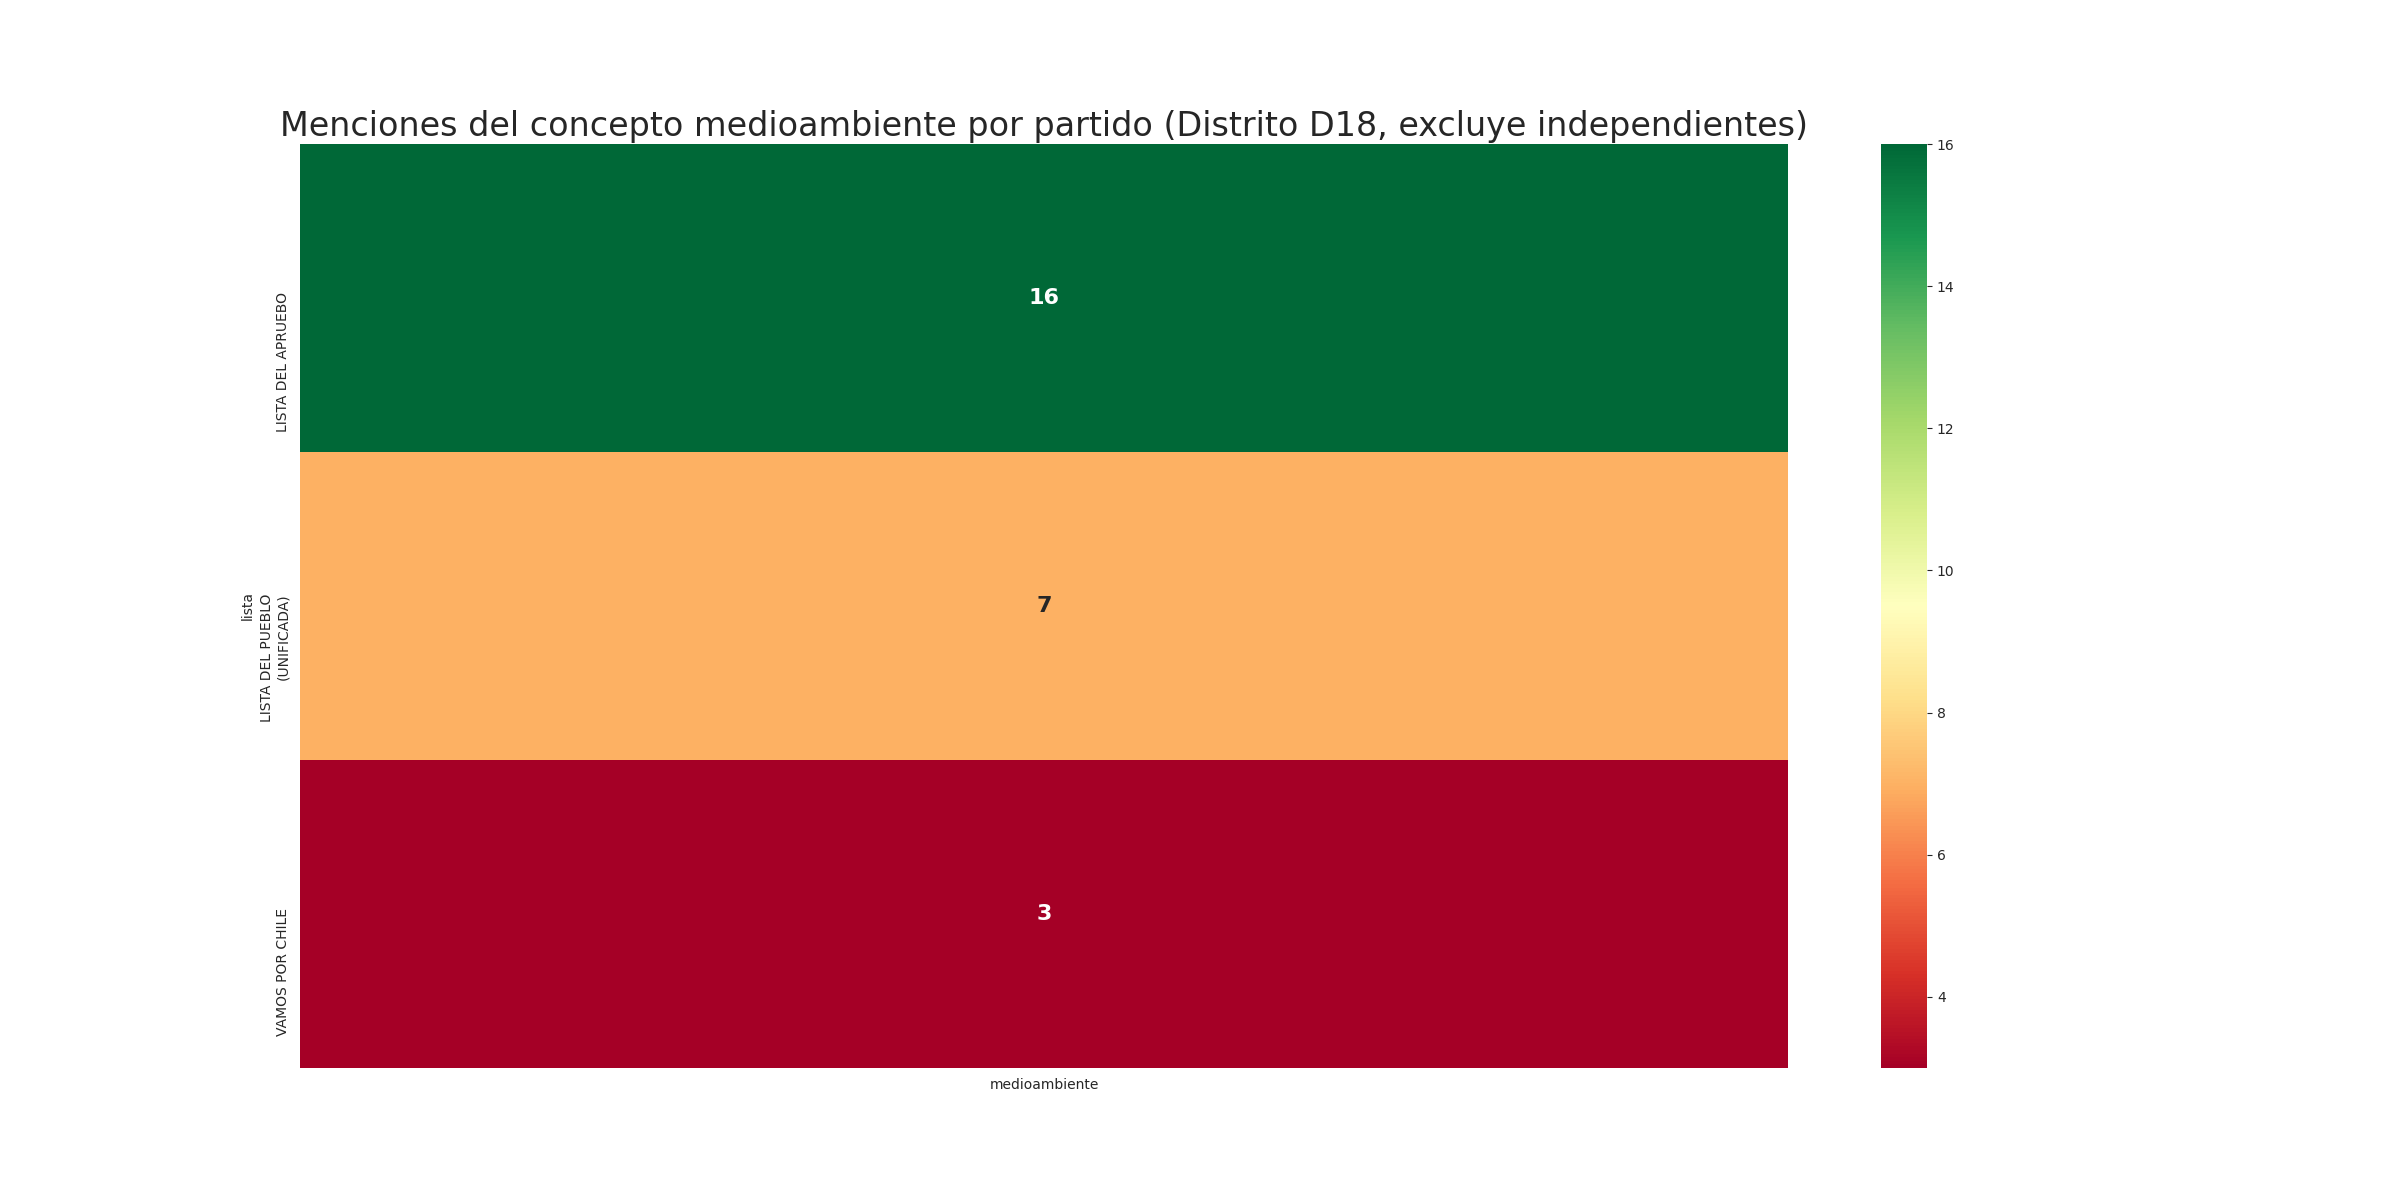 Menciones del concepto medioambiente por partido (Distrito D18, excluye independientes)
lista
LISTA DEL APRUEBO
16
LISTA DEL PUEBLO
(UNIFICADA)
7
VAMOS POR CHILE
3
medioambiente
16
14
12
10
8
6
4